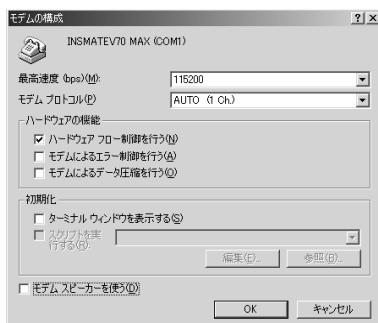 モデムの構成
INSMATEV70 MAX (COM1)
最高速度 (bps)(M):
115200
モデム プロトコル(P)
AUTO (1 Ch.)
ハードウェアの機能
ハードウェア フロー制御を行う(N)
モデムによるエラー制御を行う(A)
モデムによるデータ圧縮を行う(O)
初期化
ターミナル ウィンドウを表示する(S)
スクリプトを実
行する(R):
編集(E)...
参照(B)...
モデム スピーカーを使う(D)
OK
キャンセル